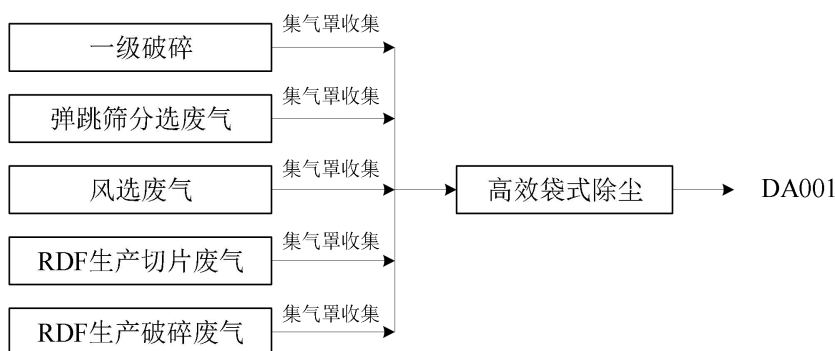 集气罩收集
一级破碎
集气罩收集
弹跳筛分选废气
集气罩收集
风选废气
高效袋式除尘
DA001
集气罩收集
RDF生产切片废气
集气罩收集
RDF生产破碎废气